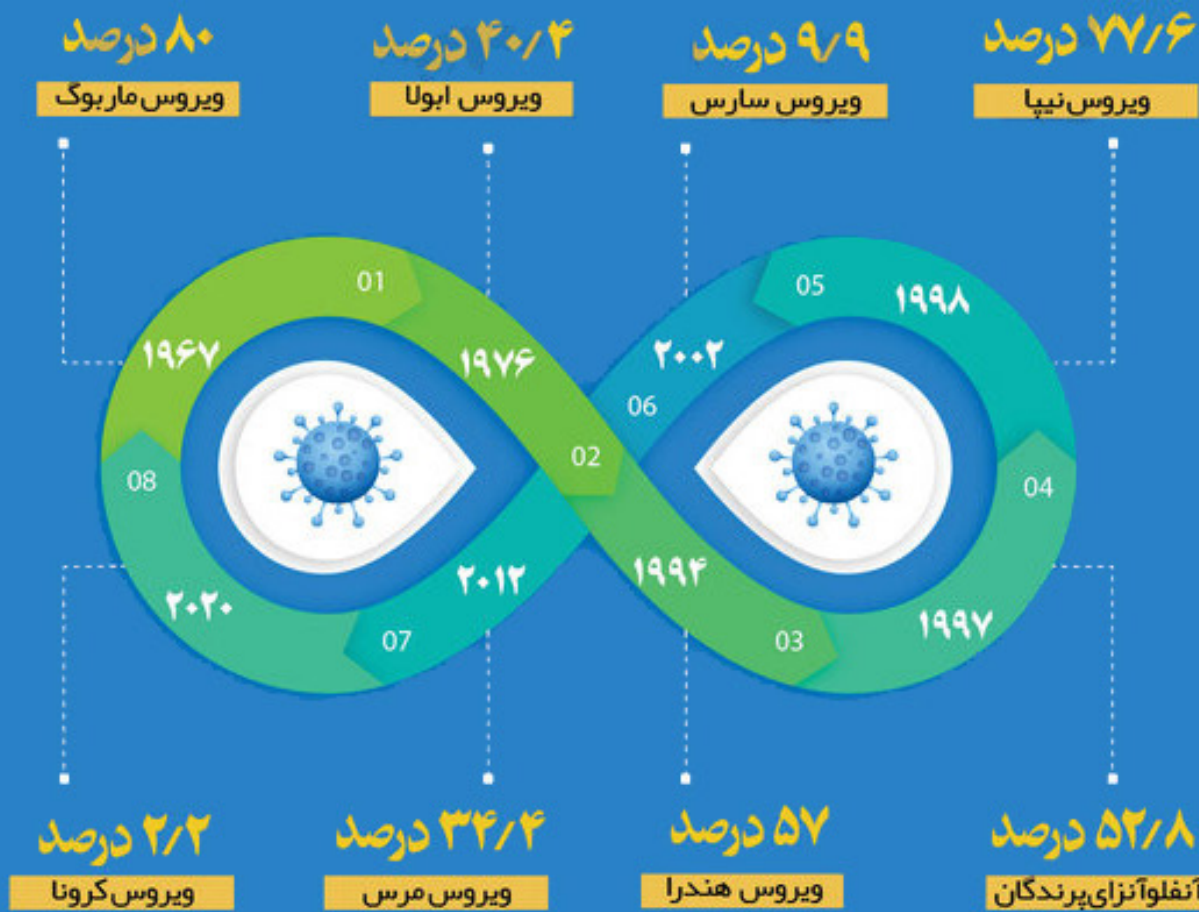 ۷۷/۶ درصد
ویروس نیپا
۹/۹ درصد
ویروس سارس
۴۰/۴ درصد
ویروس ابولا
۸۰ درصد
ویروس ماربوگ
01
۱۹۶۷
۱۹۷۶
02
05
۱۹۹۸
۲۰۰۲
06
08
04
۲۰۲۰
۲۰۱۲
07
۱۹۹۴
03
۱۹۹۷
۵۲/۸ درصد
آنفلوآنزای پرندگان
۵۷ درصد
ویروس هندرا
۳۴/۴ درصد
ویروس مرس
۲/۲ درصد
ویروس کرونا